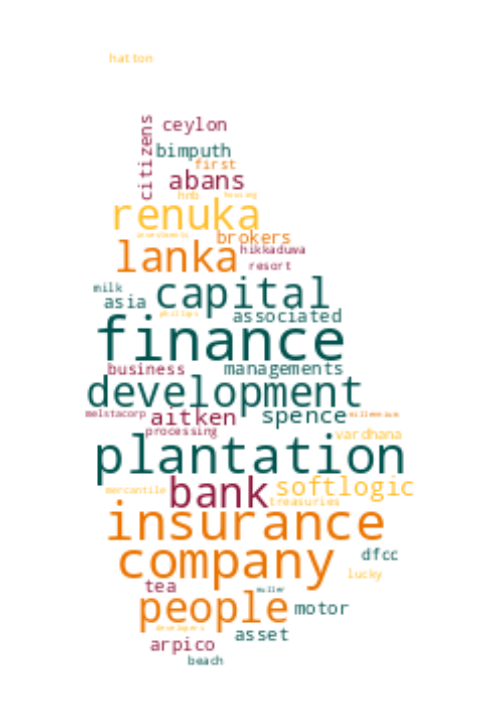 hatton
citizens
ceylon
bimputh
first
abans
hnb
housing
renuka
brokers
lanka
hikkaduwa
resort
milk
asia
capital
phillips
associated
finance
business
managements
development
melstacorp
aitken
spence
millennium
processing
vardhana
plantation
mercantile
bank
softlogic
treasuries
insurance
company
dfcc
lucky
tea
muller
people
motor
developers
asset
arpico
beach